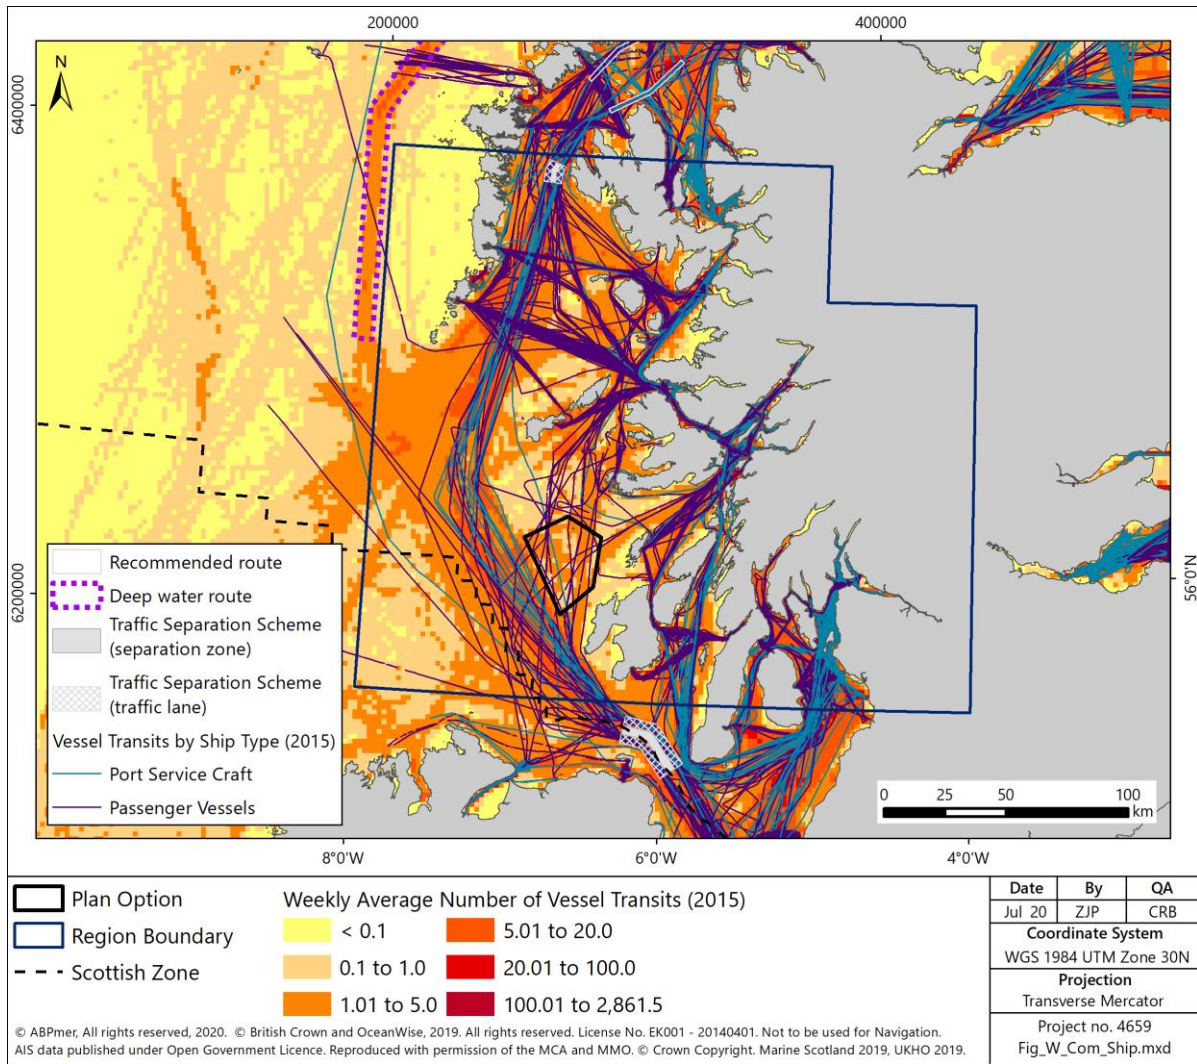 200000
400000
N
6400000
6200000
56°0'N
Recommended route
Deep water route
Traffic Separation Scheme
(separation zone)
Traffic Separation Scheme
(traffic lane)
Vessel Transits by Ship Type (2015)
Port Service Craft
Passenger Vessels
0 25 50 100
km
8°0'W
6°0'W
4°0'W
Plan Option
Region Boundary
Scottish Zone
Weekly Average Number of Vessel Transits (2015)
< 0.1
0.1 to 1.0
1.01 to 5.0
5.01 to 20.0
20.01 to 100.0
100.01 to 2,861.5
Date By QA
Jul 20 ZJP CRB
Coordinate System
WGS 1984 UTM Zone 30N
Projection
Transverse Mercator
Project no. 4659
Fig_W_Com_Ship.mxd
© ABPmer, All rights reserved, 2020. © British Crown and OceanWise, 2019. All rights reserved. License No. EK001 - 20140401. Not to be used for Navigation.
AIS data published under Open Government Licence. Reproduced with permission of the MCA and MMO. © Crown Copyright. Marine Scotland 2019, UKHO 2019.